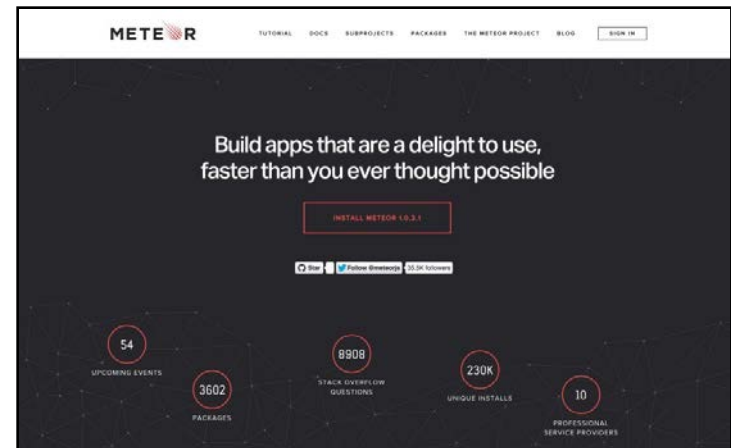 METEOR
TUTORIAL DOCS SUBPROJECTS PACKAGES THE METEOR PROJECT BLOG SIGN IN
Build apps that are a delight to use,
faster than you ever thought possible
INSTALL METEOR 1.0.3.1
Star Follow @meteorjs 35.3K followers
54
UPCOMING EVENTS
3602
PACKAGES
8908
STACK OVERFLOW
QUESTIONS
230K
UNIQUE INSTALLS
10
PROFESSIONAL
SERVICE PROVIDERS